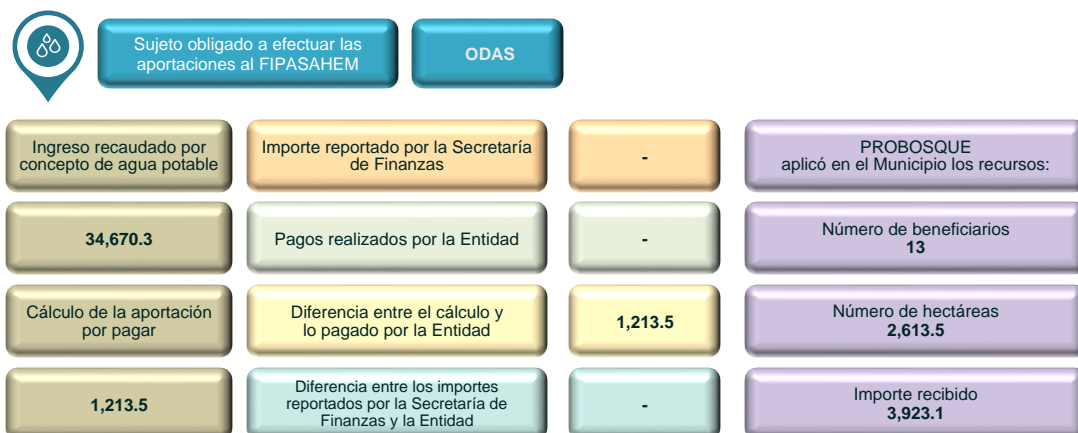 Sujeto obligado a efectuar las
aportaciones al FIPASAHEM
ODAS
Ingreso recaudado por
concepto de agua potable
Importe reportado por la Secretaría
de Finanzas
-
PROBOSQUE
aplicó en el Municipio los recursos:
34,670.3
Pagos realizados por la Entidad
-
Número de beneficiarios
13
Cálculo de la aportación
por pagar
Diferencia entre el cálculo y
lo pagado por la Entidad
1,213.5
Número de hectáreas
2,613.5
1,213.5
Diferencia entre los importes
reportados por la Secretaría de
Finanzas y la Entidad
-
Importe recibido
3,923.1